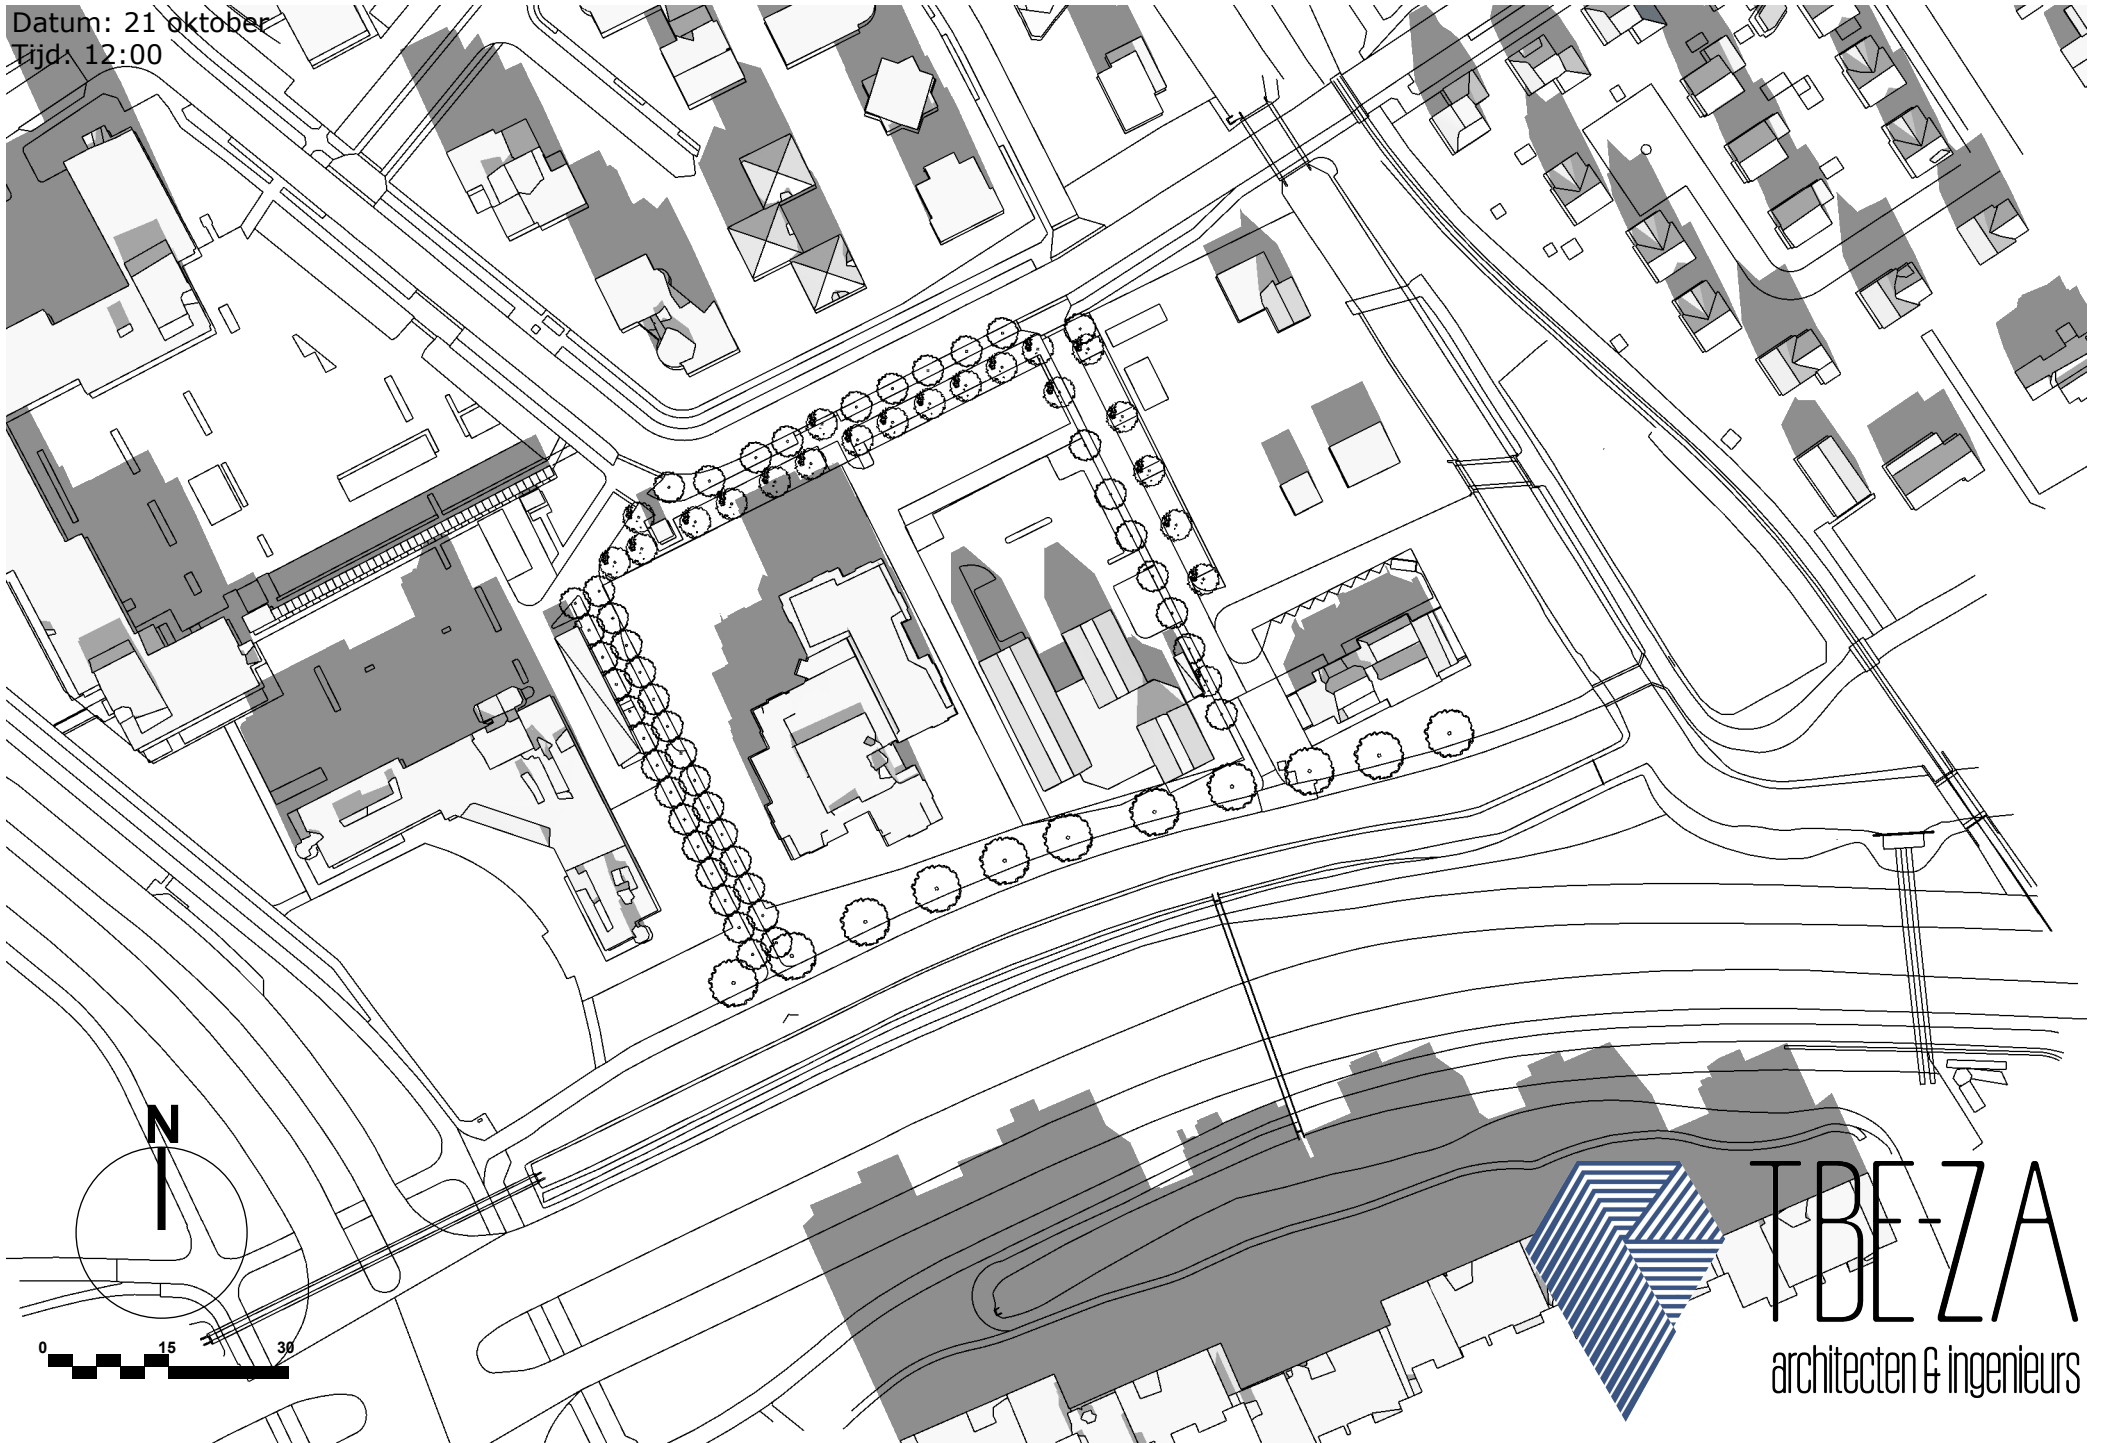 Datum: 21 oktober
Tijd: 12:00
N
0 15 30
TBE-ZA
architecten & ingenieurs